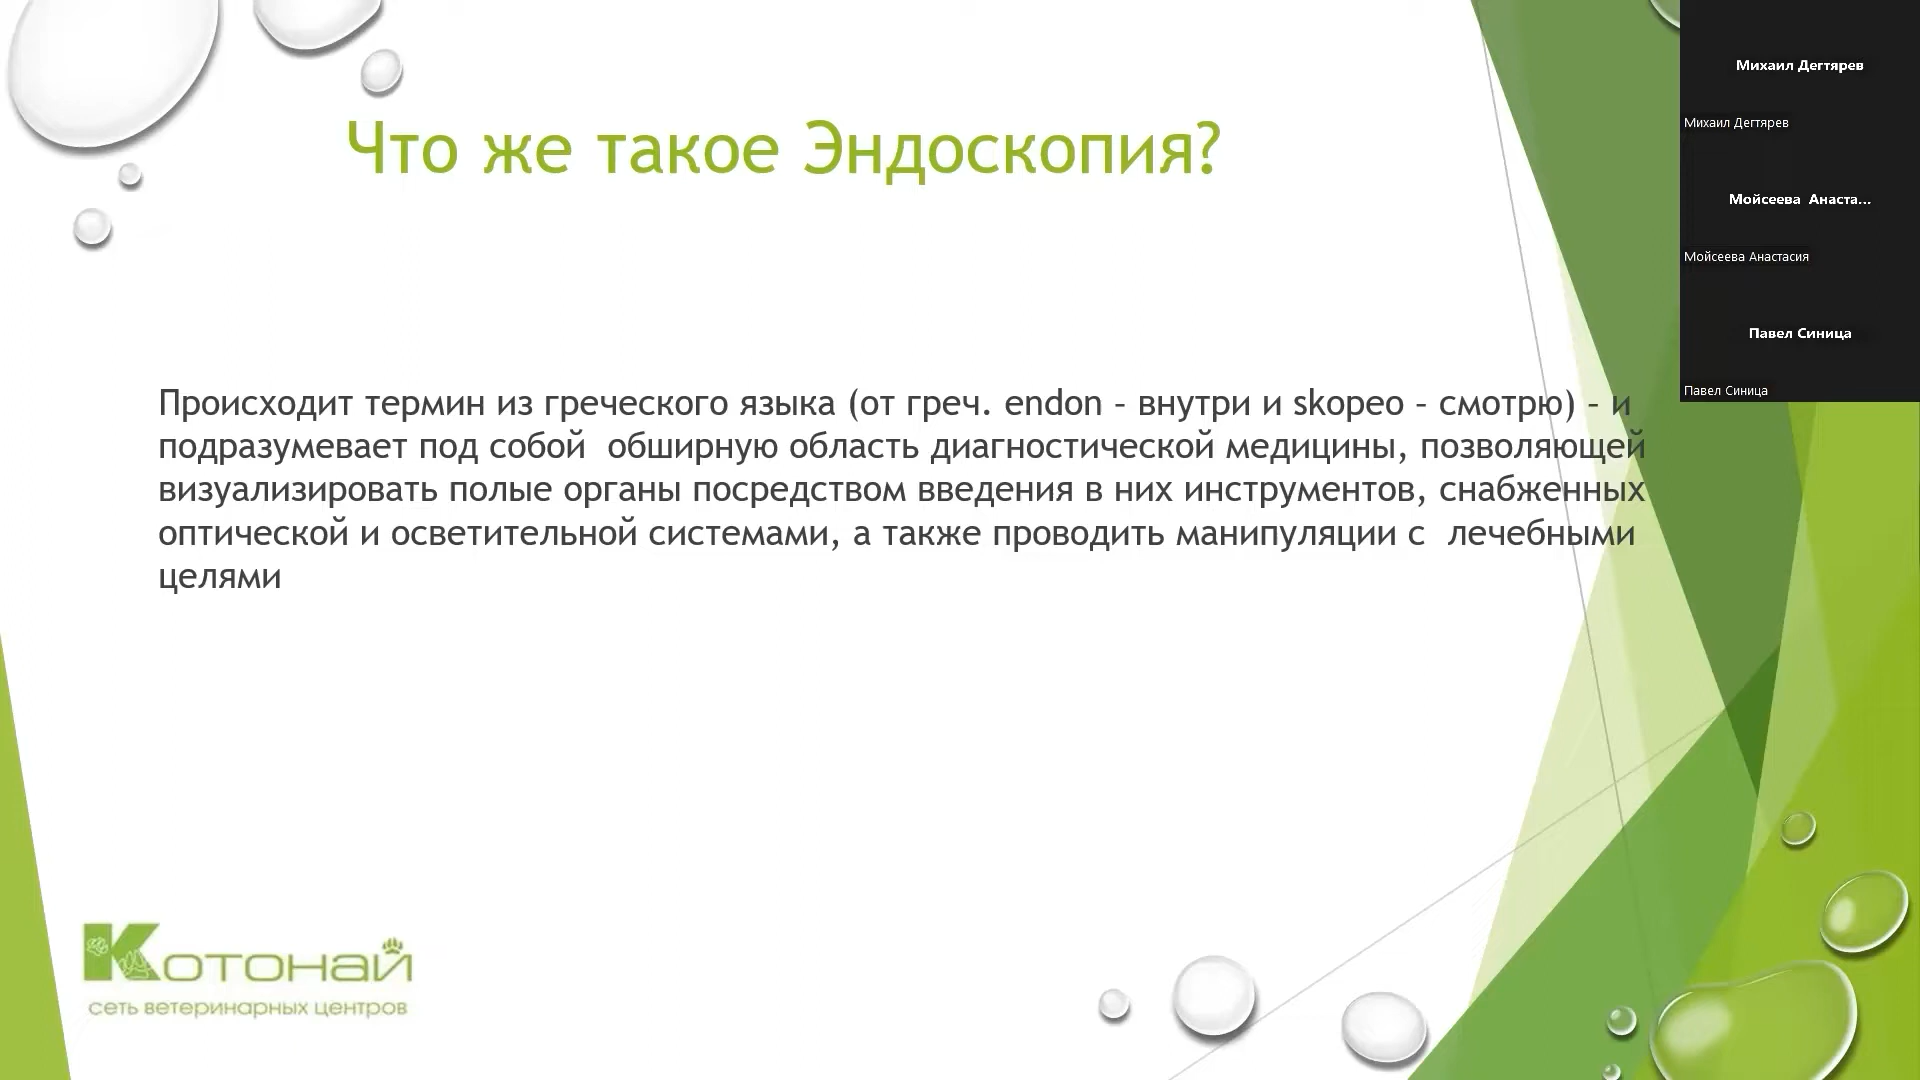 Что же такое Эндоскопия?
Происходит термин из греческого языка (от греч. endon – внутри и skopeo – смотрю) – и
подразумевает под собой обширную область диагностической медицины, позволяющей
визуализировать полые органы посредством введения в них инструментов, снабженных
оптической и осветительной системами, а также проводить манипуляции с лечебными
целями
Котонай
сеть ветеринарных центров
Михаил Дегтярев
Михаил Дегтярев
Мойсеева Анаста...
Мойсеева Анастасия
Павел Синица
Павел Синица